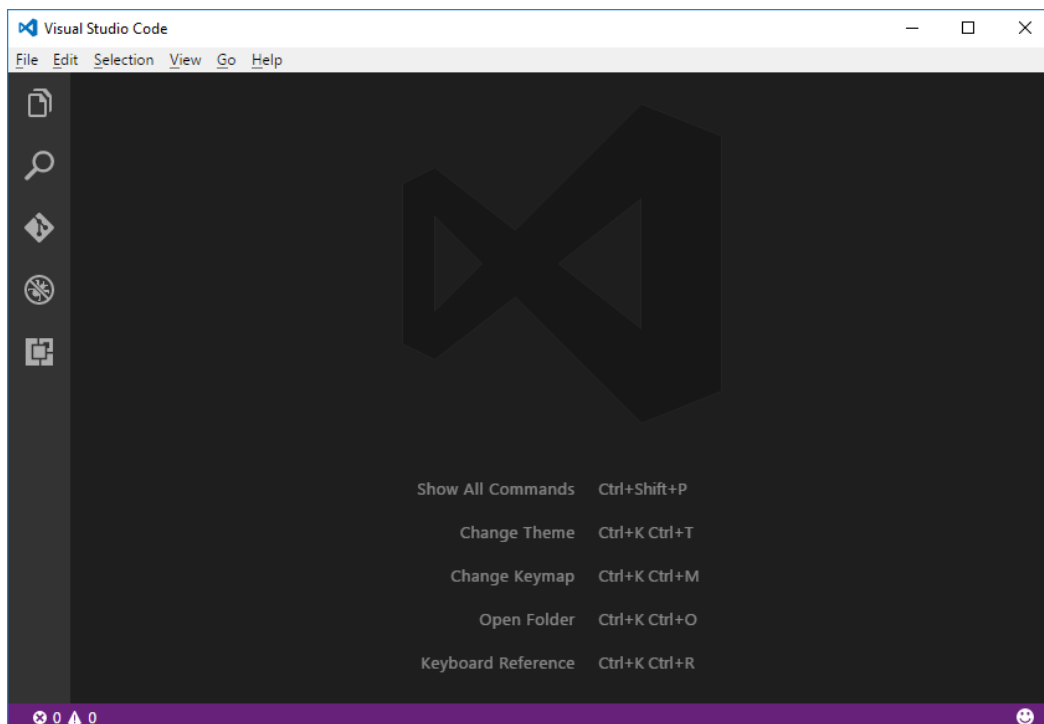 Visual Studio Code
File Edit Selection View Go Help
Show All Commands Ctrl+Shift+P
Change Theme Ctrl+K Ctrl+T
Change Keymap Ctrl+K Ctrl+M
Open Folder Ctrl+K Ctrl+O
Keyboard Reference Ctrl+K Ctrl+R
0 0